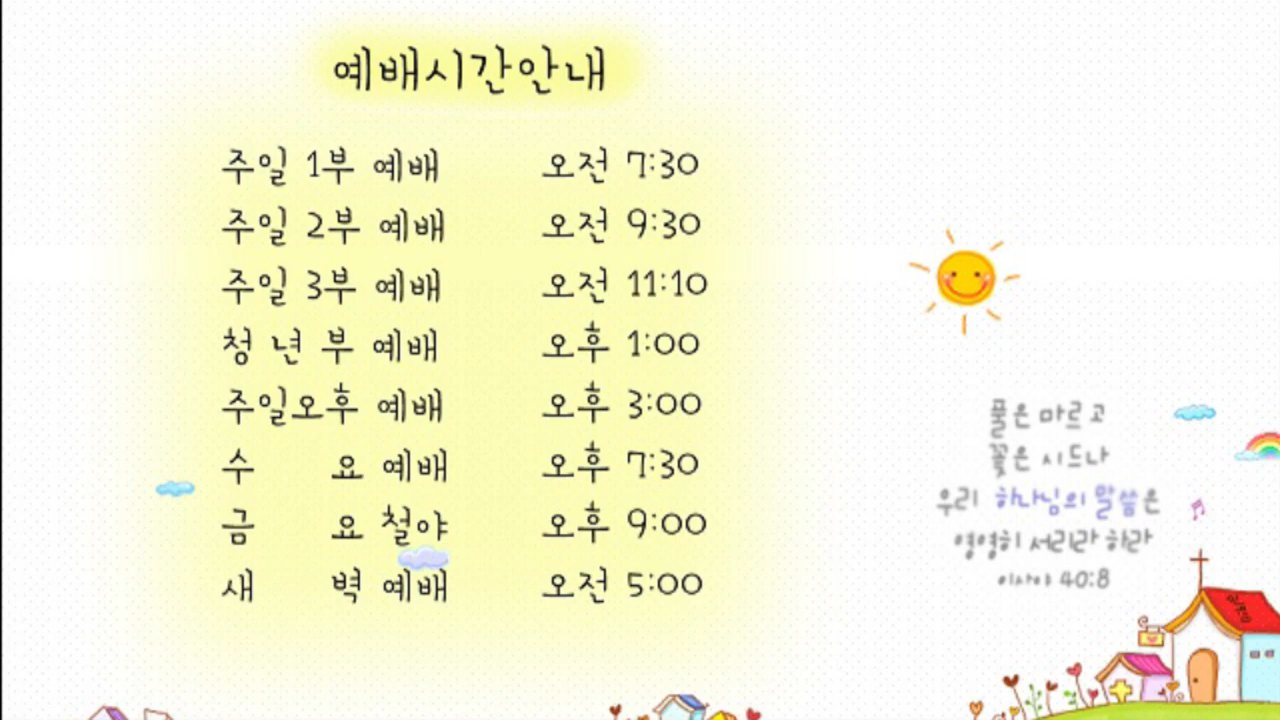 예배시간안내
주일 1부 예배 오전 7:30
주일 2부 예배 오전 9:30
주일 3부 예배 오전 11:10
청 년 부 예배 오후 1:00
주일오후 예배 오후 3:00
수 요 예배 오후 7:30
금 요 철야 오후 9:00
새 벽 예배 오전 5:00
풀은 마르고
꽃은 시드나
우리 하나님의 말씀은
영영히 서리라 하라
이사야 40:8